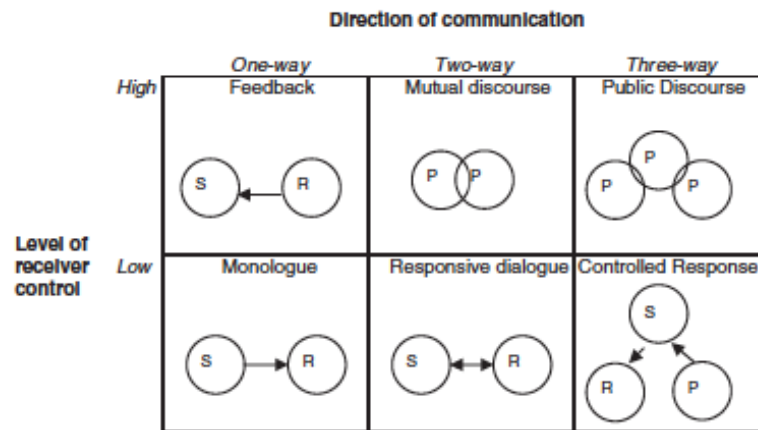 Direction of communication
One-way Two-way Three-way
High Feedback Mutual discourse Public Discourse
P
S R P P P P
Level of
receiver
control
Low Monologue Responsive dialogue Controlled Response
S
S R S R R P